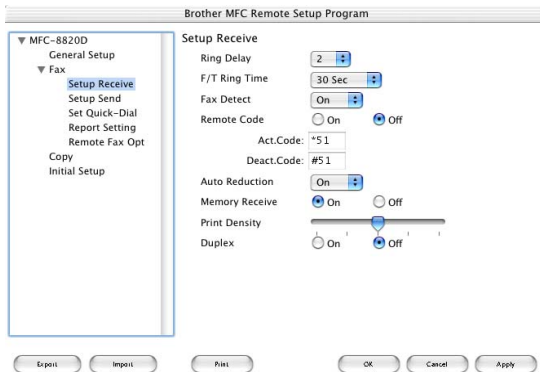 Brother MFC Remote Setup Program
MFC-8820D
General Setup
Fax
Setup Receive
Setup Send
Set Quick-Dial
Report Setting
Remote Fax Opt
Copy
Initial Setup
Setup Receive
Ring Delay 2
F/T Ring Time 30 Sec
Fax Detect On
Remote Code On Off
Act.Code: *51
Deact.Code: #51
Auto Reduction On
Memory Receive On Off
Print Density
Duplex On Off
Export Import Print OK Cancel Apply